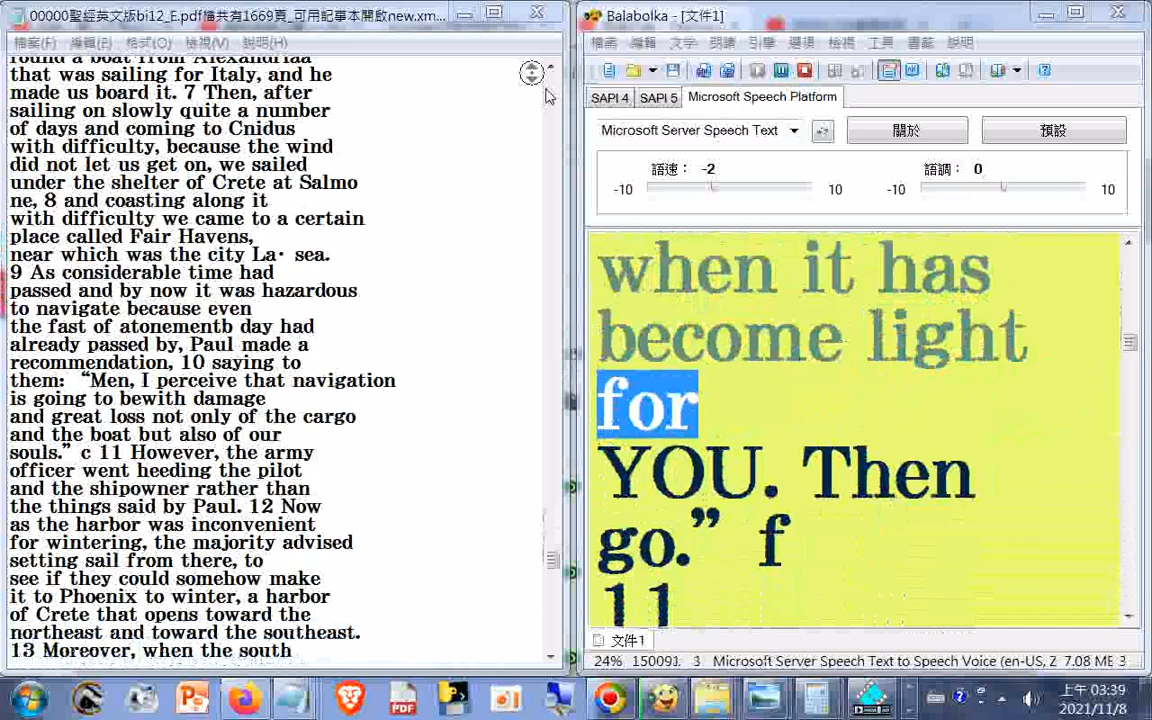 00000聖經英文版bi12_E.pdf檔共有1669頁_可用記事本開啟new.xm...
檔案(F) 編輯(E) 格式(O) 檢視(V) 說明(H)
found a boat from Alexandriaa
that was sailing for Italy, and he
made us board it. 7 Then, after
sailing on slowly quite a number
of days and coming to Cnidus
with difficulty, because the wind
did not let us get on, we sailed
under the shelter of Crete at Salmo
ne, 8 and coasting along it
with difficulty we came to a certain
place called Fair Havens,
near which was the city La· sea.
9 As considerable time had
passed and by now it was hazardous
to navigate because even
the fast of atonementb day had
already passed by, Paul made a
recommendation, 10 saying to
them: “Men, I perceive that navigation
is going to bewith damage
and great loss not only of the cargo
and the boat but also of our
souls.” c 11 However, the army
officer went heeding the pilot
and the shipowner rather than
the things said by Paul. 12 Now
as the harbor was inconvenient
for wintering, the majority advised
setting sail from there, to
see if they could somehow make
it to Phoenix to winter, a harbor
of Crete that opens toward the
northeast and toward the southeast.
13 Moreover, when the south
Balabolka - [文件1]
檔案 編輯 文字 朗讀 引擎 選項 檢視 工具 書籤 說明
SAPI 4 SAPI 5 Microsoft Speech Platform
Microsoft Server Speech Text 關於 預設
語速： -2 語調： 0
-10 10 -10 10
when it has
become light
for
YOU. Then
go.” f
11
文件1
24% 150091. 3 Microsoft Server Speech Text to Speech Voice (en-US, Z 7.08 MB 3
PDF
上午 03:39
2021/11/8